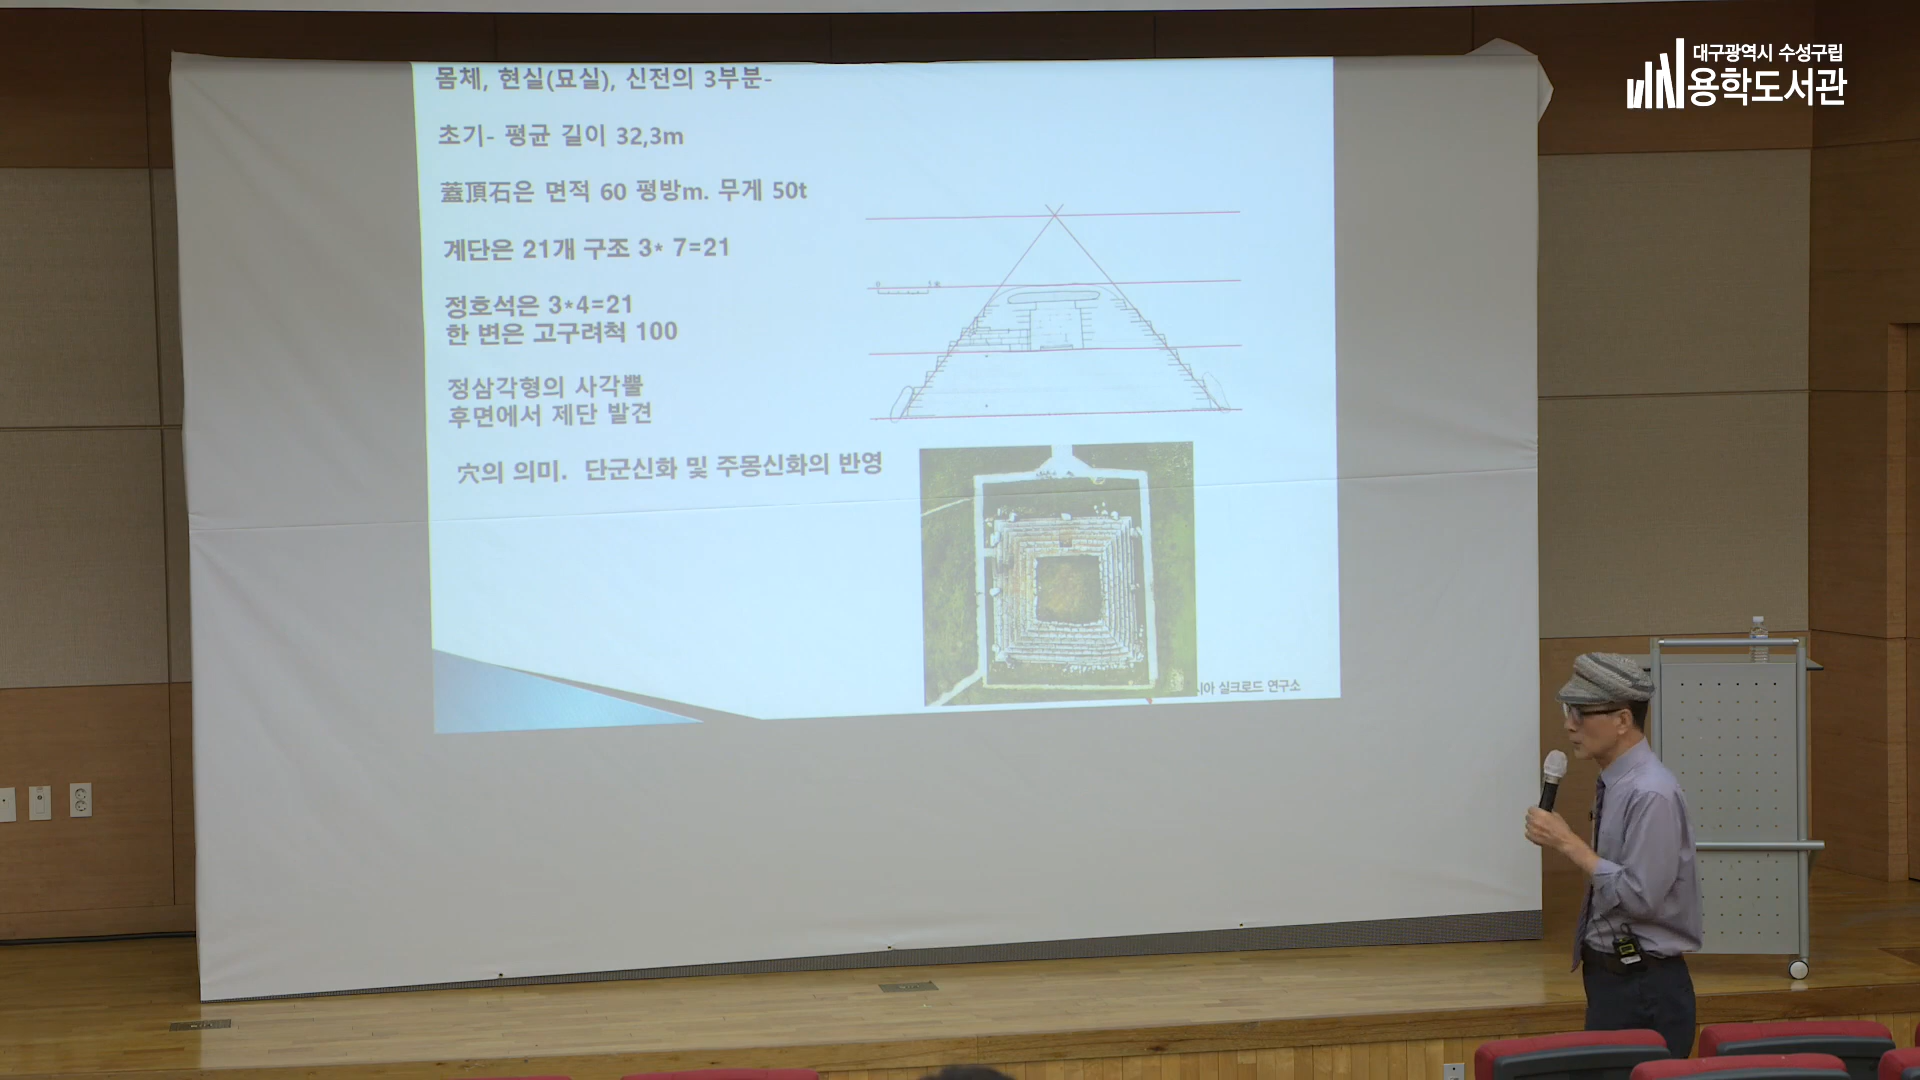 대구광역시 수성구립
용학도서관
몸체, 현실(묘실), 신전의 3부분-
초기- 평균 길이 32,3m
蓋頂石은 면적 60 평방m. 무게 50t
계단은 21개 구조 3* 7=21
정호석은 3*4=21
한 변은 고구려척 100
정삼각형의 사각뿔
후면에서 제단 발견
穴의 의미. 단군신화 및 주몽신화의 반영
시아 실크로드 연구소